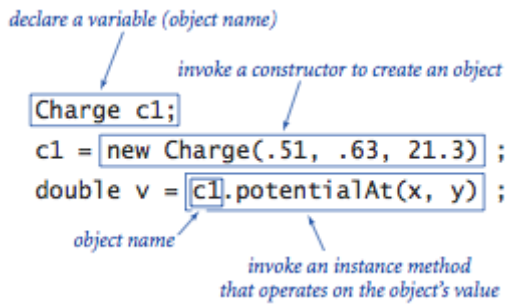 declare a variable (object name)
invoke a constructor to create an object
Charge c1;
c1 = new Charge(.51, .63, 21.3) ;
double v = c1.potentialAt(x, y) ;
object name
invoke an instance method
that operates on the object's value